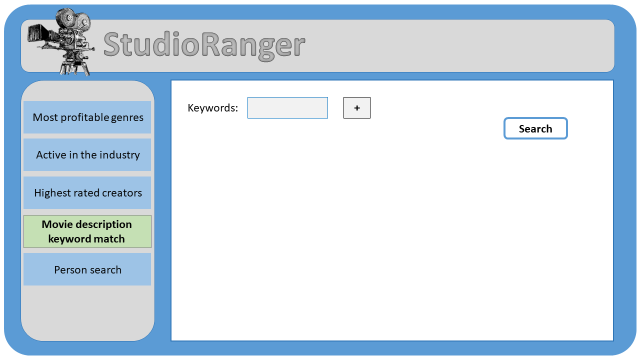 StudioRanger
Most profitable genres
Active in the industry
Highest rated creators
Movie description
keyword match
Person search
Keywords:
+
Search